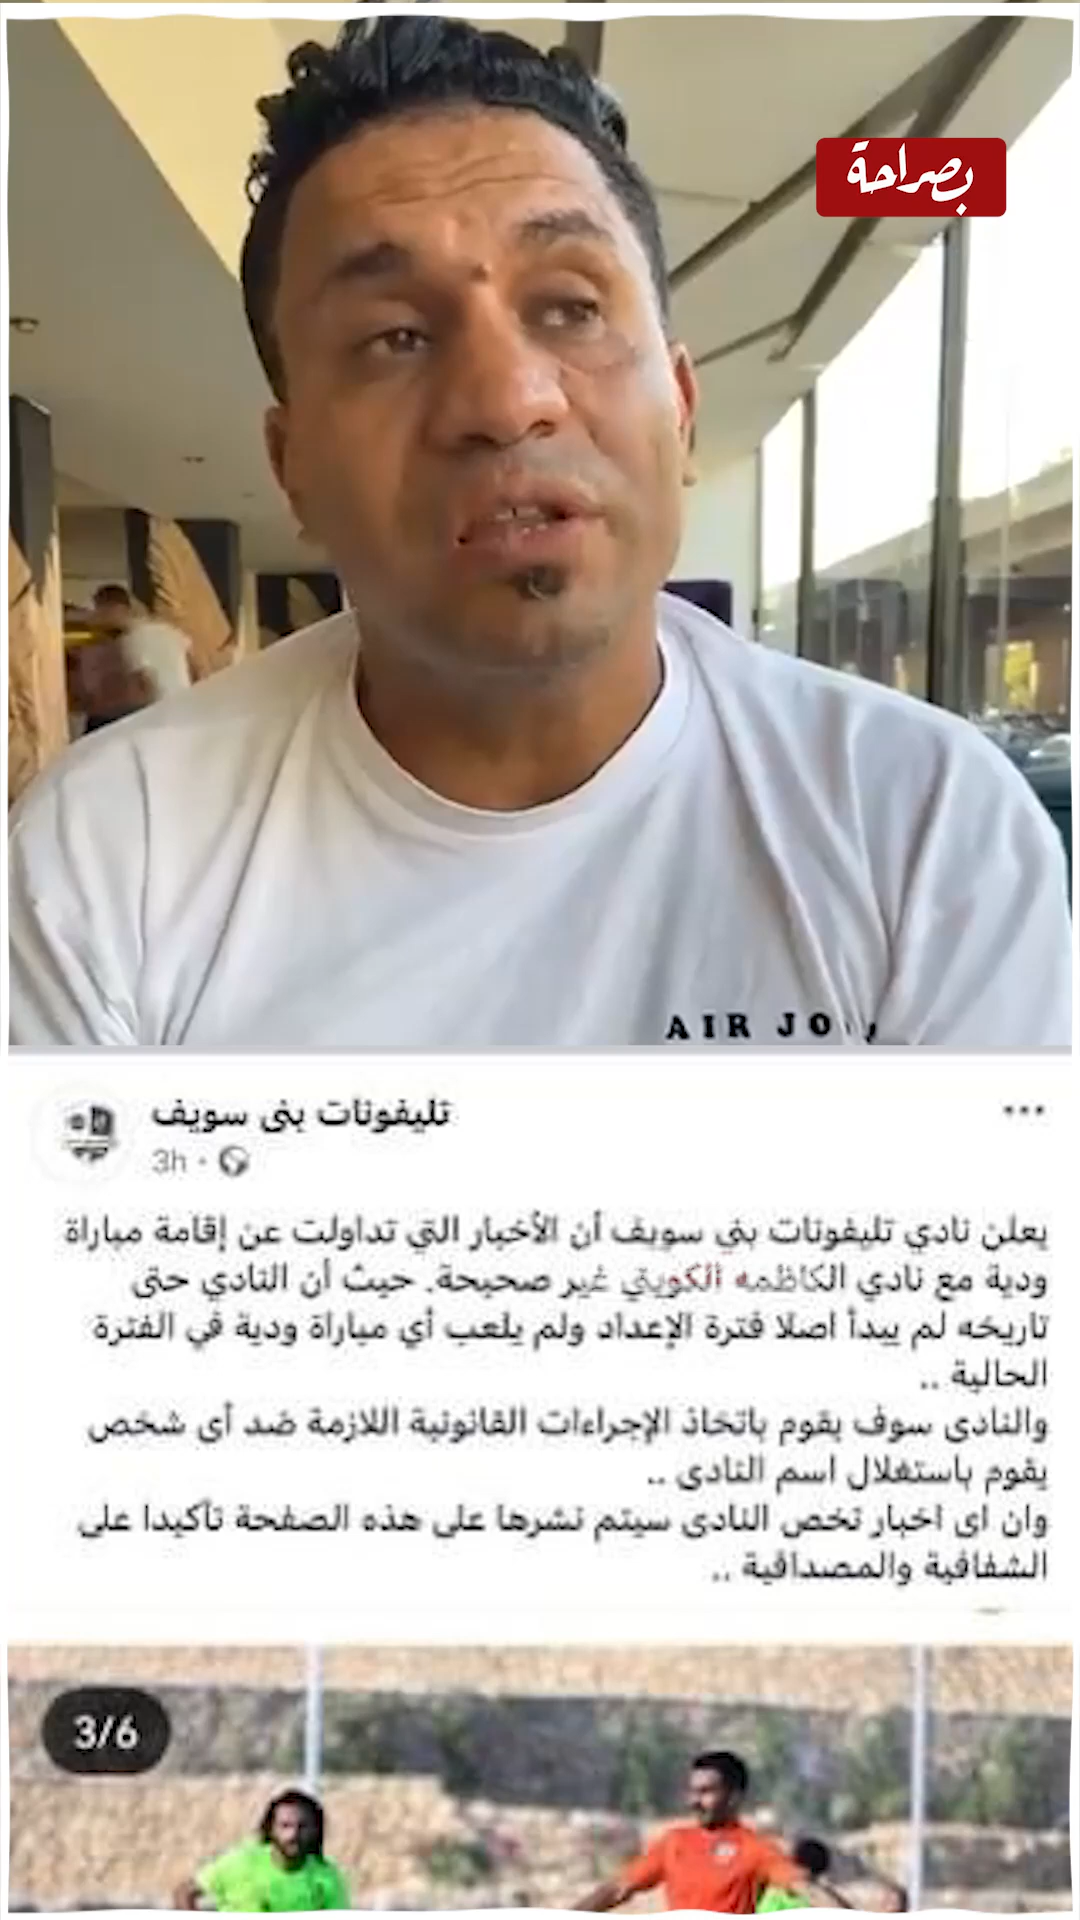 بصراحة
AIR JO
تليفونات بنى سويف
3h
يعلن نادي تليفونات بني سويف أن الأخبار التي تداولت عن إقامة مباراة
ودية مع نادي الكاظمه الكويتي غير صحيحة. حيث أن النادي حتى
تاريخه لم يبدأ اصلا فترة الإعداد ولم يلعب أي مباراة ودية في الفترة
الحالية ..
والنادى سوف يقوم باتخاذ الإجراءات القانونية اللازمة ضد أى شخص
يقوم باستغلال اسم النادى ..
وان اى اخبار تخص النادى سيتم نشرها على هذه الصفحة تأكيدا على
الشفافية والمصداقية ..
3/6